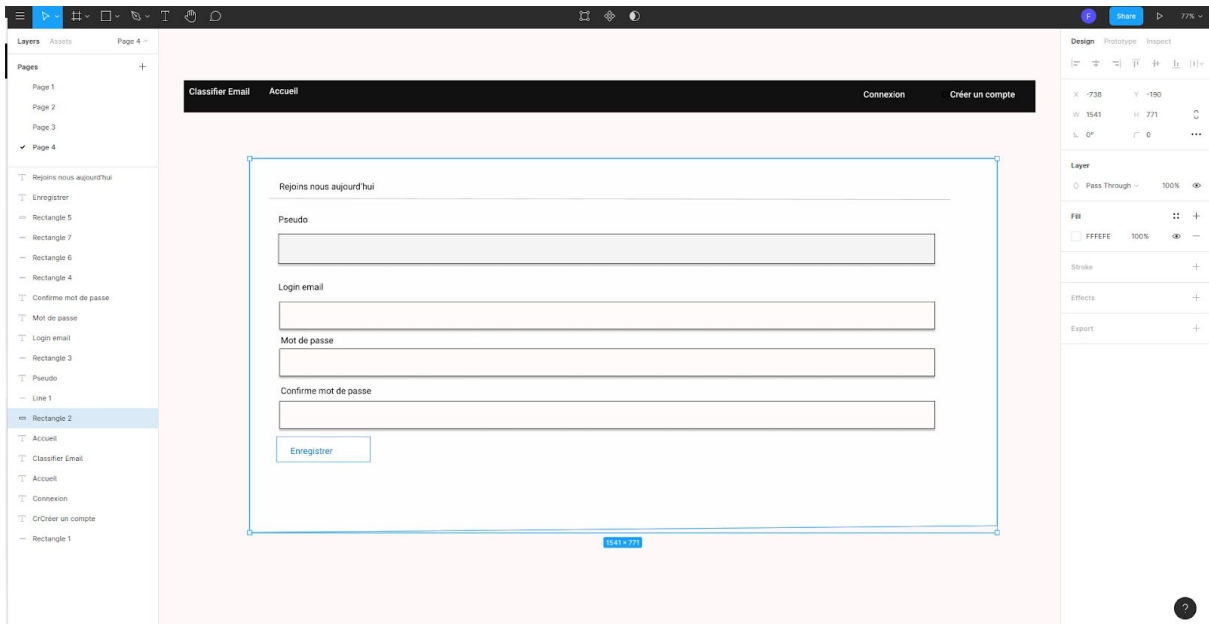 F
Share
77%
Layers Assets Page 4
Pages
Page 1
Page 2
Page 3
Page 4
Rejoins nous aujourd'hui
Enregistrer
Rectangle 5
Rectangle 7
Rectangle 6
Rectangle 4
Confirme mot de passe
Mot de passe
Login email
Rectangle 3
Pseudo
Line 1
Rectangle 2
Accueil
Classifier Email
Accueil
Connexion
CrCréer un compte
Rectangle 1
Classifier Email Accueil Connexion Créer un compte
Rejoins nous aujourd'hui
Pseudo
Login email
Mot de passe
Confirme mot de passe
Enregistrer
1541 × 771
Design Prototype Inspect
X -738 Y -190
W 1541 H 771
0° 0
Layer
Pass Through 100%
Fill
FFFEFE 100%
Stroke
Effects
Export
?